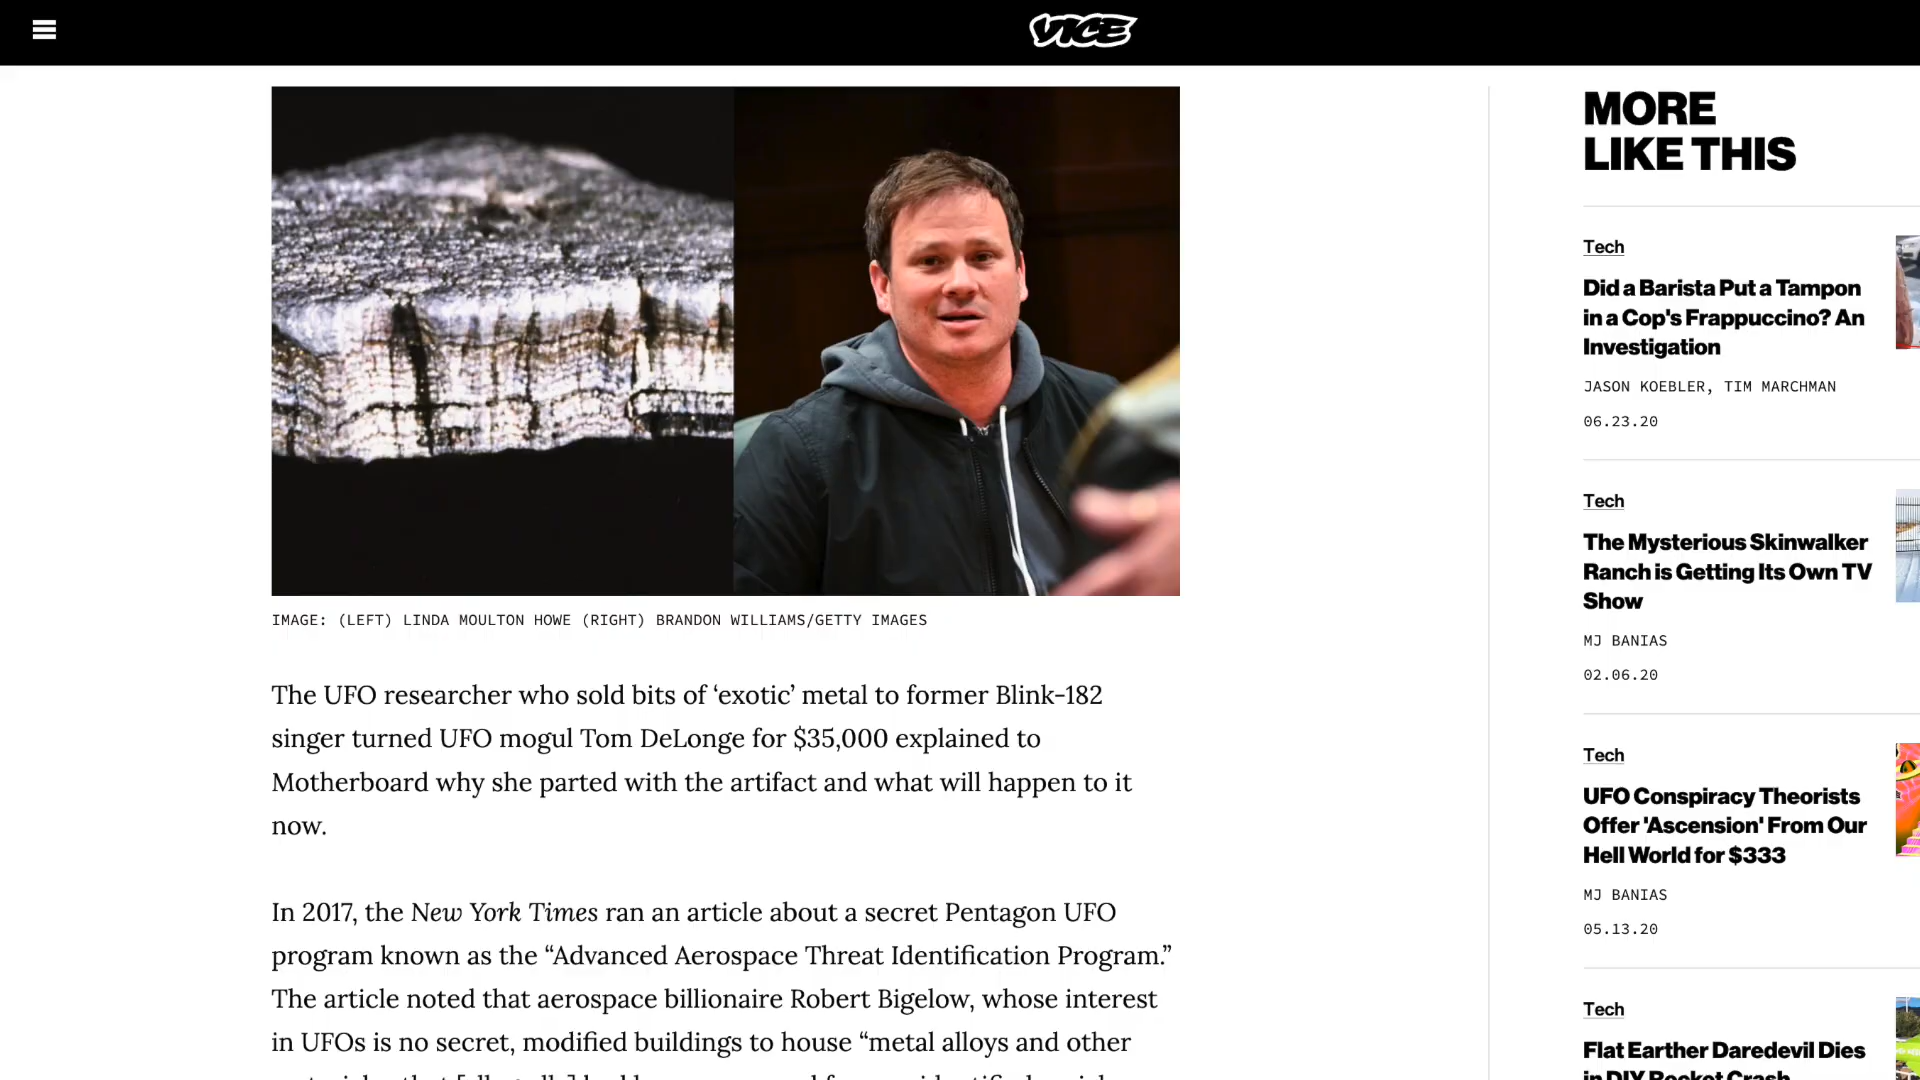 VICE
IMAGE: (LEFT) LINDA MOULTON HOWE (RIGHT) BRANDON WILLIAMS/GETTY IMAGES
The UFO researcher who sold bits of ‘exotic’ metal to former Blink-182
singer turned UFO mogul Tom DeLonge for $35,000 explained to
Motherboard why she parted with the artifact and what will happen to it
now.
In 2017, the New York Times ran an article about a secret Pentagon UFO
program known as the “Advanced Aerospace Threat Identification Program.”
The article noted that aerospace billionaire Robert Bigelow, whose interest
in UFOs is no secret, modified buildings to house “metal alloys and other
MORE
LIKE THIS
Tech
Did a Barista Put a Tampon
in a Cop's Frappuccino? An
Investigation
JASON KOEBLER, TIM MARCHMAN
06.23.20
Tech
The Mysterious Skinwalker
Ranch is Getting Its Own TV
Show
MJ BANIAS
02.06.20
Tech
UFO Conspiracy Theorists
Offer 'Ascension' From Our
Hell World for $333
MJ BANIAS
05.13.20
Tech
Flat Earther Daredevil Dies
in DIY Rocket Crash